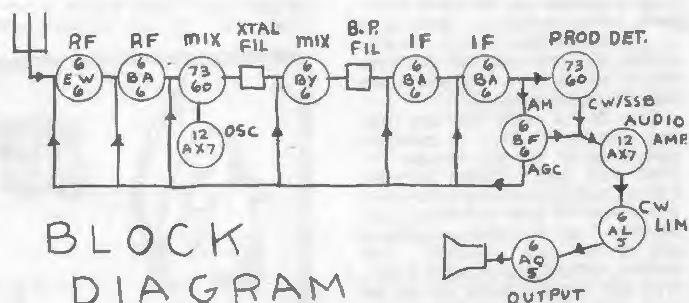 RF RF MIX XTAL FIL MIX B.P. FIL IF IF PROD DET.
6 EW 6
6 BA 6
73 60
6 BY 6
6 BA 6
6 BA 6
73 60
12 AX7 OSC
AM
CW/SSB
6 BF 6
AUDIO AMP.
12 AX7
AGC
CW LIM
6 AL 5
6 AQ 5
OUTPUT
BLOCK
DIAGRAM